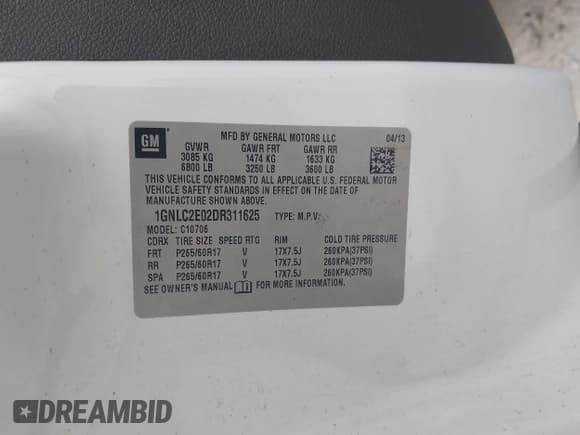 GM
MFD BY GENERAL MOTORS LLC 04/13
GVWR GAWR FRT GAWR RR
3085 KG 1474 KG 1633 KG
6800 LB 3250 LB 3600 LB
THIS VEHICLE CONFORMS TO ALL APPLICABLE U.S. FEDERAL MOTOR
VEHICLE SAFETY STANDARDS IN EFFECT ON THE DATE OF
MANUFACTURE SHOWN ABOVE.
1GNLC2E02DR311625 TYPE: M.P.V.
MODEL: C10706
CDRX TIRE SIZE SPEED RTG RIM COLD TIRE PRESSURE
FRT P265/60R17 V 17X7.5J 260KPA(37PSI)
RR P265/60R17 V 17X7.5J 260KPA(37PSI)
SPA P265/60R17 V 17X7.5J 260KPA(37PSI)
SEE OWNER'S MANUAL FOR MORE INFORMATION.
DREAMBID